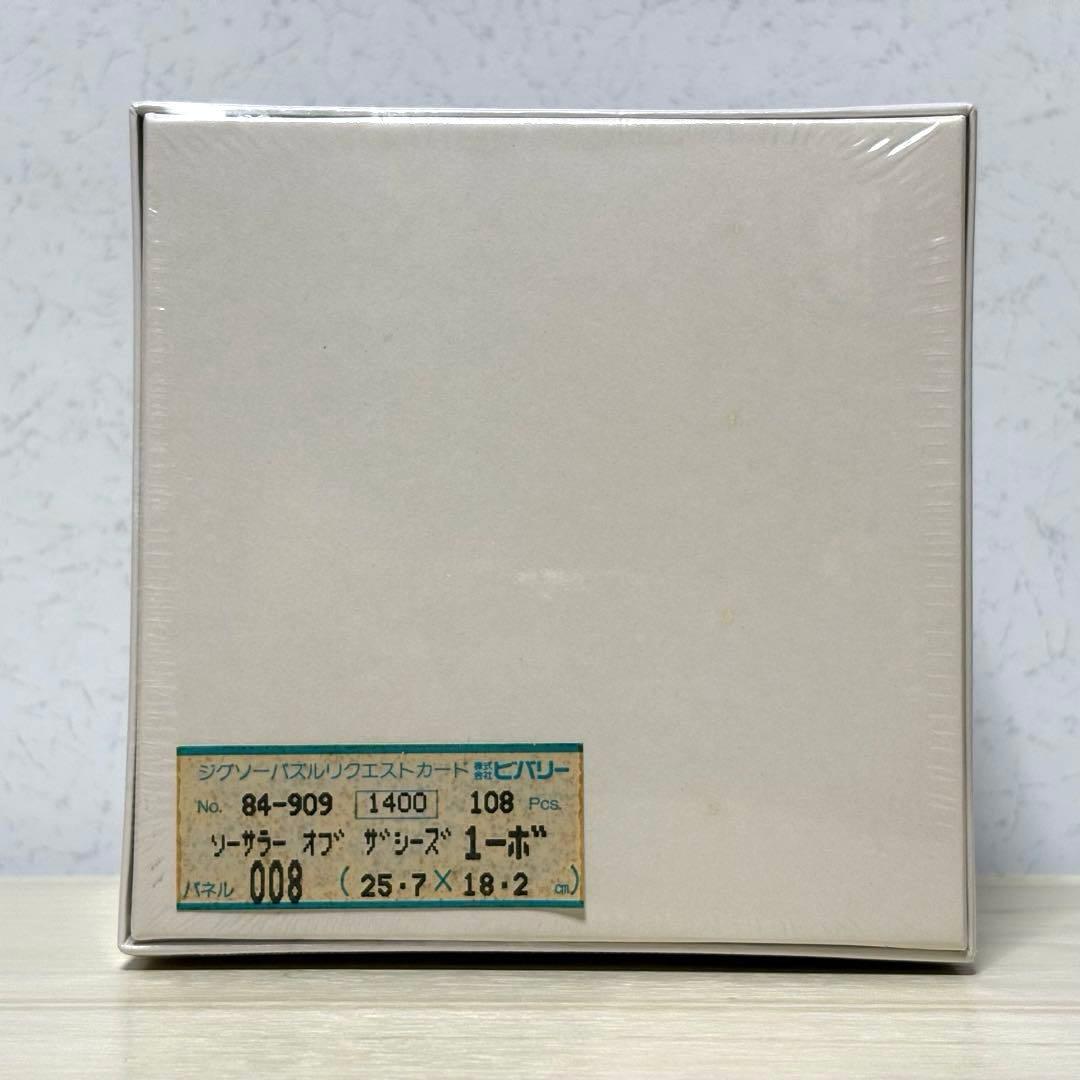 ジグソーパズルリクエストカード 株式会社 ビバリー
No. 84-909 1400 108 Pcs.
ソーサラー オブ ザ シーズ 1-ボ
パネル 008 (25.7×18.2 cm)